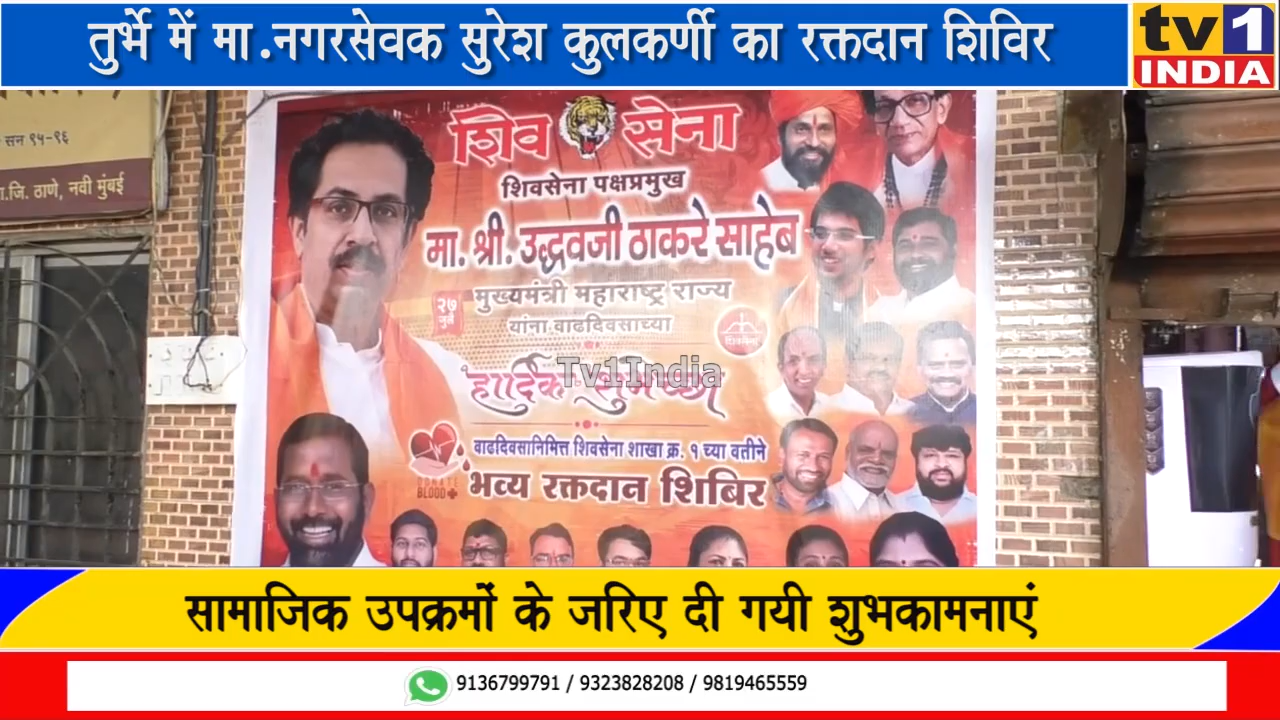 तुर्भे में मा.नगरसेवक सुरेश कुलकर्णी का रक्तदान शिविर
tv1
INDIA
सन ९५-९६
ठाणे, नवी मुंबई
शिव सेना
शिवसेना पक्षप्रमुख
मा. श्री. उद्धवजी ठाकरे साहेब
२७ जुलै
मुख्यमंत्री महाराष्ट्र राज्य
यांना वाढदिवसाच्या
शिवसेना
हार्दिक
Tv1India
वाढदिवसानिमित्त शिवसेना शाखा क्र. १ च्या वतीने
DONATE
BLOOD
भव्य रक्तदान शिबिर
सामाजिक उपक्रमों के जरिए दी गयी शुभकामनाएं
9136799791 / 9323828208 / 9819465559